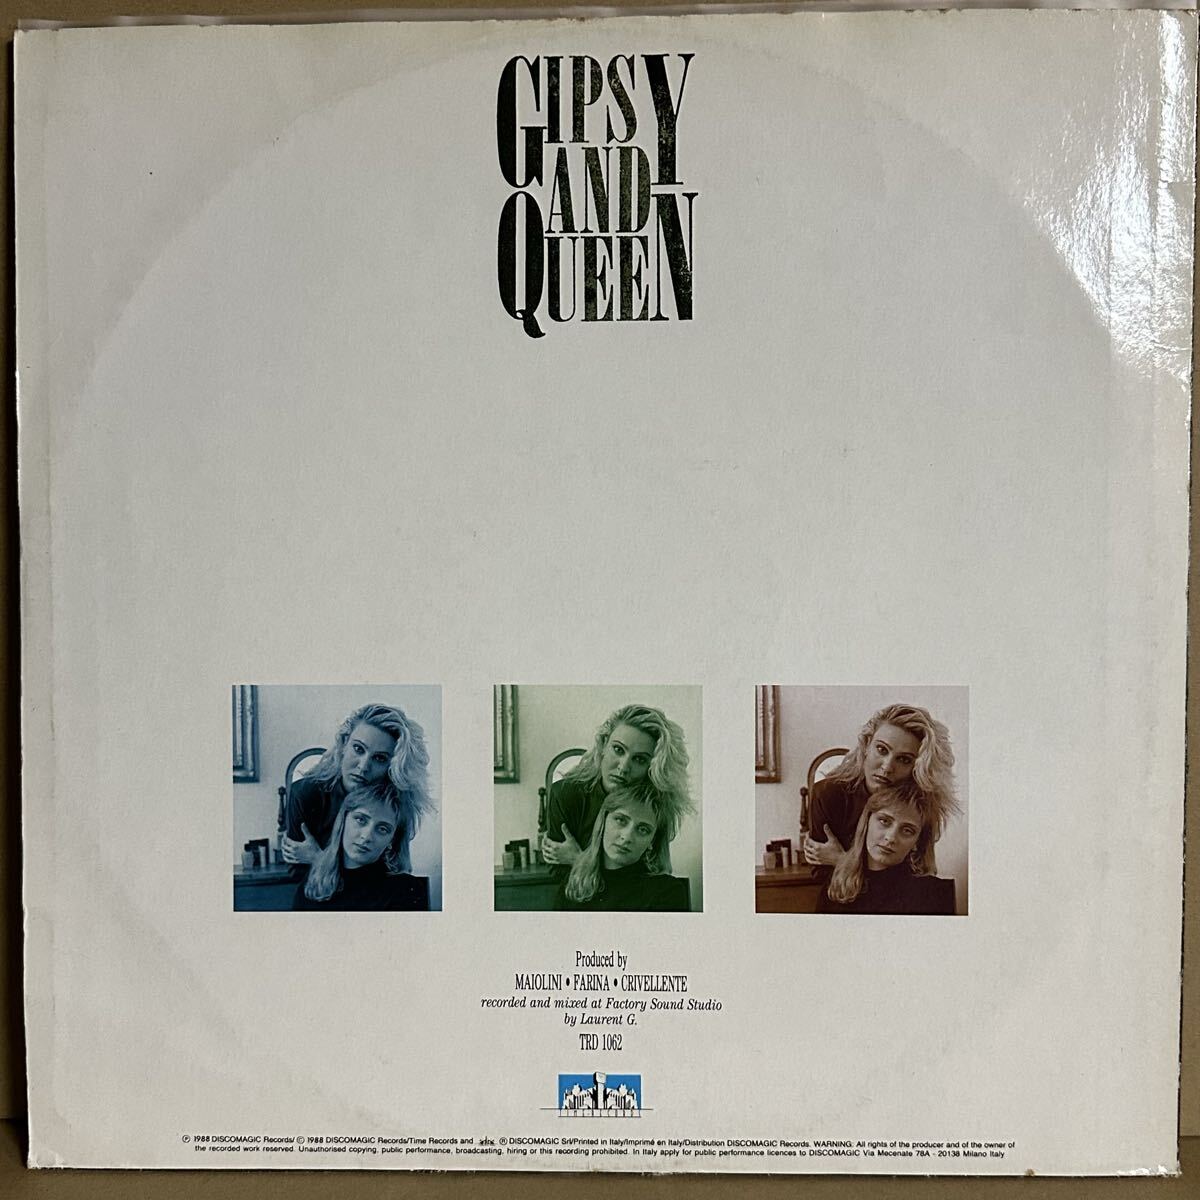 GIPSY
AND
QUEEN
Produced by
MAIOLINI • FARINA • CRIVELLENTE
recorded and mixed at Factory Sound Studio
by Laurent G.
TRD 1062
TIME RECORDS
Ⓟ 1988 DISCOMAGIC Records/ © 1988 DISCOMAGIC Records/Time Records and ® DISCOMAGIC Srl/Printed in Italy/Imprimé en Italy/Distribution DISCOMAGIC Records. WARNING: All rights of the producer and of the owner of
the recorded work reserved. Unauthorised copying, public performance, broadcasting, hiring or this recording prohibited. In Italy apply for public performance licences to DISCOMAGIC Via Mecenate 78A - 20138 Milano Italy